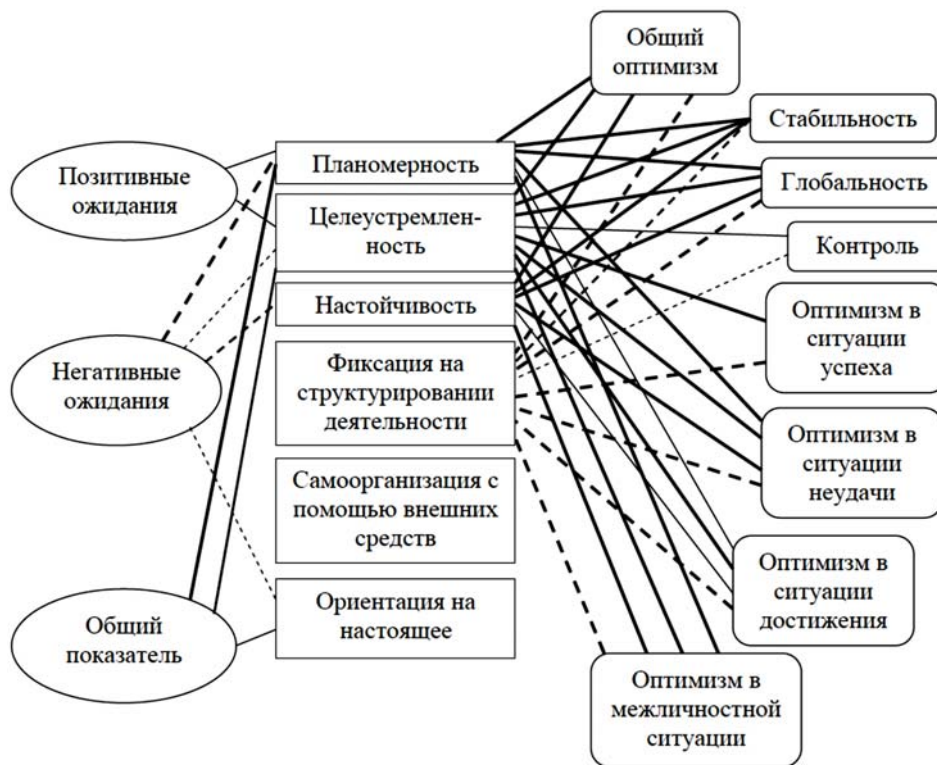 Общий
оптимизм
Стабильность
Планомерность
Позитивные
ожидания
Глобальность
Целеустремлен-
ность
Контроль
Настойчивость
Оптимизм в
ситуации
успеха
Негативные
ожидания
Фиксация на
структурировании
деятельности
Оптимизм в
ситуации
неудачи
Самоорганизация с
помощью внешних
средств
Оптимизм в
ситуации
достижения
Общий
показатель
Ориентация на
настоящее
Оптимизм в
межличностной
ситуации